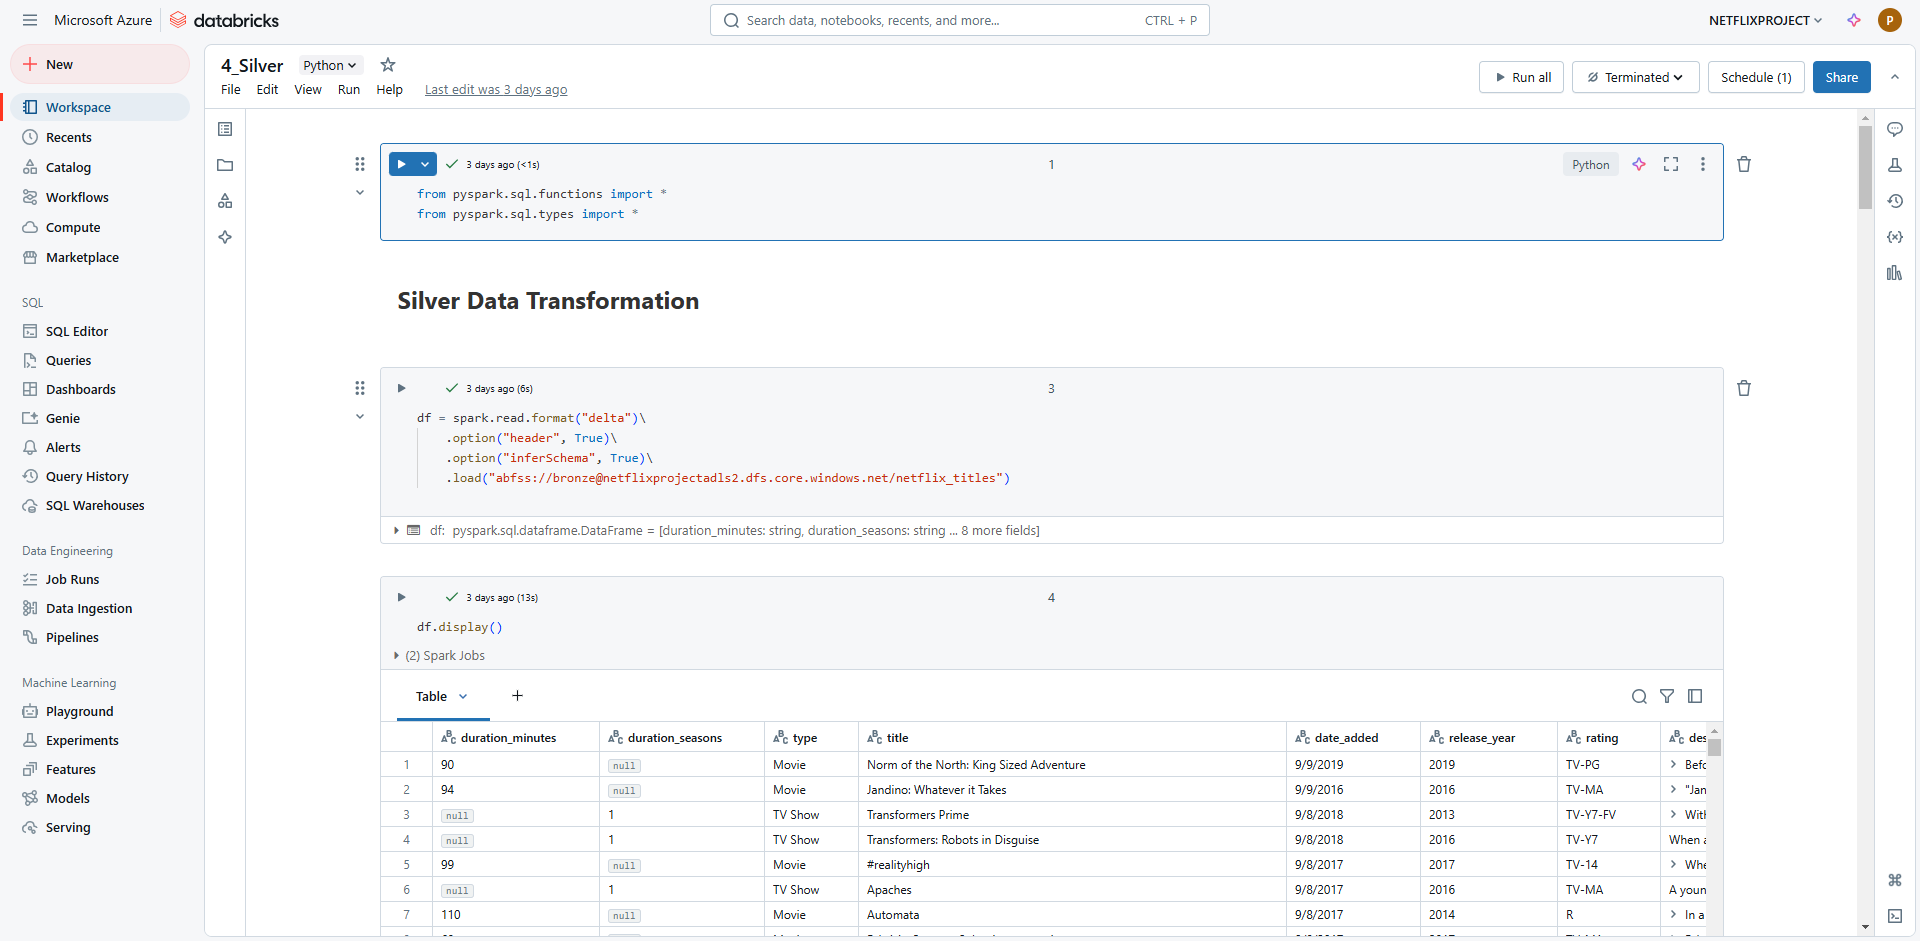 Microsoft Azure databricks
Search data, notebooks, recents, and more... CTRL + P
NETFLIXPROJECT
P
New
Workspace
Recents
Catalog
Workflows
Compute
Marketplace
SQL
SQL Editor
Queries
Dashboards
Genie
Alerts
Query History
SQL Warehouses
Data Engineering
Job Runs
Data Ingestion
Pipelines
Machine Learning
Playground
Experiments
Features
Models
Serving
4_Silver Python
File Edit View Run Help Last edit was 3 days ago
Run all Terminated Schedule (1) Share
3 days ago (<1s) 1 Python
from pyspark.sql.functions import *
from pyspark.sql.types import *
Silver Data Transformation
3 days ago (6s) 3
df = spark.read.format("delta")\
.option("header", True)\
.option("inferSchema", True)\
.load("abfss://bronze@netflixprojectadls2.dfs.core.windows.net/netflix_titles")
df: pyspark.sql.dataframe.DataFrame = [duration_minutes: string, duration_seasons: string ... 8 more fields]
3 days ago (13s) 4
df.display()
(2) Spark Jobs
Table +
duration_minutes duration_seasons type title date_added release_year rating des
1 90 null Movie Norm of the North: King Sized Adventure 9/9/2019 2019 TV-PG Befo
2 94 null Movie Jandino: Whatever it Takes 9/9/2016 2016 TV-MA "Jan
3 null 1 TV Show Transformers Prime 9/8/2018 2013 TV-Y7-FV With
4 null 1 TV Show Transformers: Robots in Disguise 9/8/2018 2016 TV-Y7 When a
5 99 null Movie #realityhigh 9/8/2017 2017 TV-14 Whe
6 null 1 TV Show Apaches 9/8/2017 2016 TV-MA A youn
7 110 null Movie Automata 9/8/2017 2014 R In a